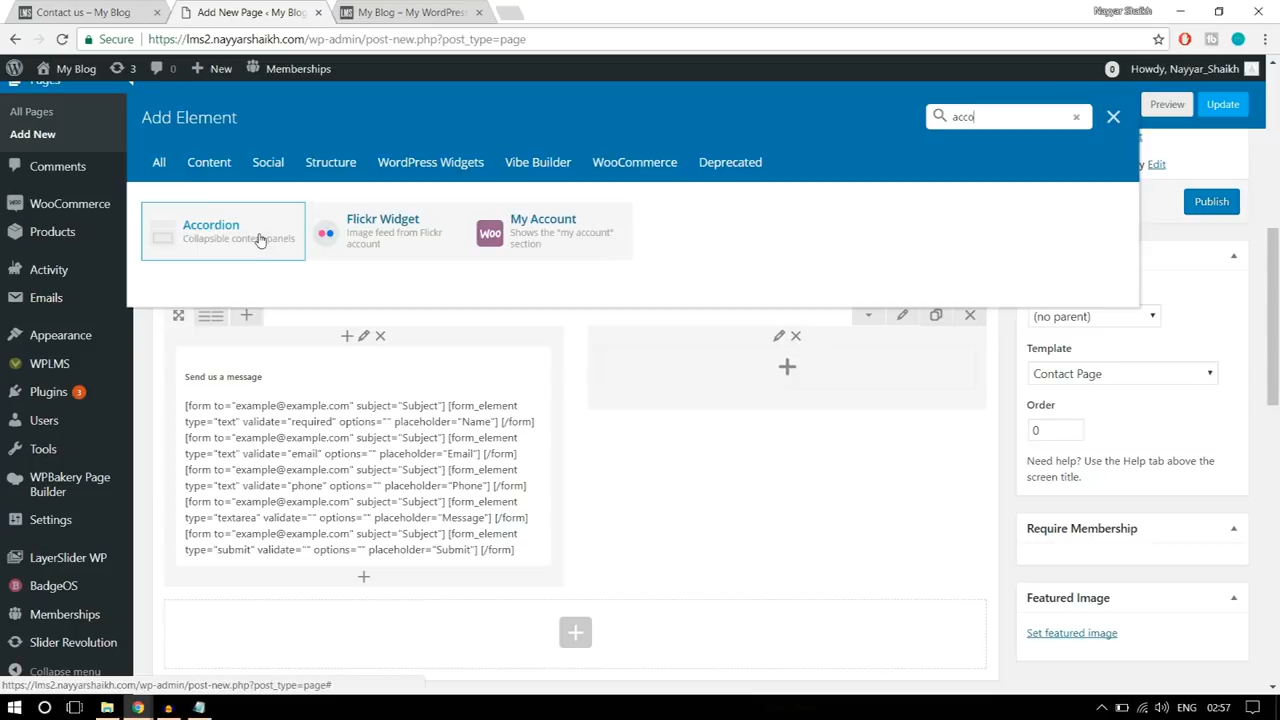 Contact us – My Blog
Add New Page ‹ My Blog
My Blog – My WordPress
Nayyar Shaikh
Secure
https://lms2.nayyarshaikh.com/wp-admin/post-new.php?post_type=page
My Blog
3
0
New
Memberships
0
Howdy, Nayyar_Shaikh
Pages
All Pages
Add New
Comments
WooCommerce
Products
Activity
Emails
Appearance
WPLMS
Plugins 3
Users
Tools
WPBakery Page
Builder
Settings
LayerSlider WP
BadgeOS
Memberships
Slider Revolution
Collapse menu
Add Element
acco
All
Content
Social
Structure
WordPress Widgets
Vibe Builder
WooCommerce
Deprecated
Accordion
Collapsible content panels
Flickr Widget
Image feed from Flickr
account
Woo
My Account
Shows the "my account"
section
Send us a message
[form to="example@example.com" subject="Subject"] [form_element
type="text" validate="required" options="" placeholder="Name"] [/form]
[form to="example@example.com" subject="Subject"] [form_element
type="text" validate="email" options="" placeholder="Email"] [/form]
[form to="example@example.com" subject="Subject"] [form_element
type="text" validate="phone" options="" placeholder="Phone"] [/form]
[form to="example@example.com" subject="Subject"] [form_element
type="textarea" validate="" options="" placeholder="Message"] [/form]
[form to="example@example.com" subject="Subject"] [form_element
type="submit" validate="" options="" placeholder="Submit"] [/form]
Preview
Update
Edit
Publish
(no parent)
Template
Contact Page
Order
0
Need help? Use the Help tab above the
screen title.
Require Membership
Featured Image
Set featured image
https://lms2.nayyarshaikh.com/wp-admin/post-new.php?post_type=page#
ENG
02:57